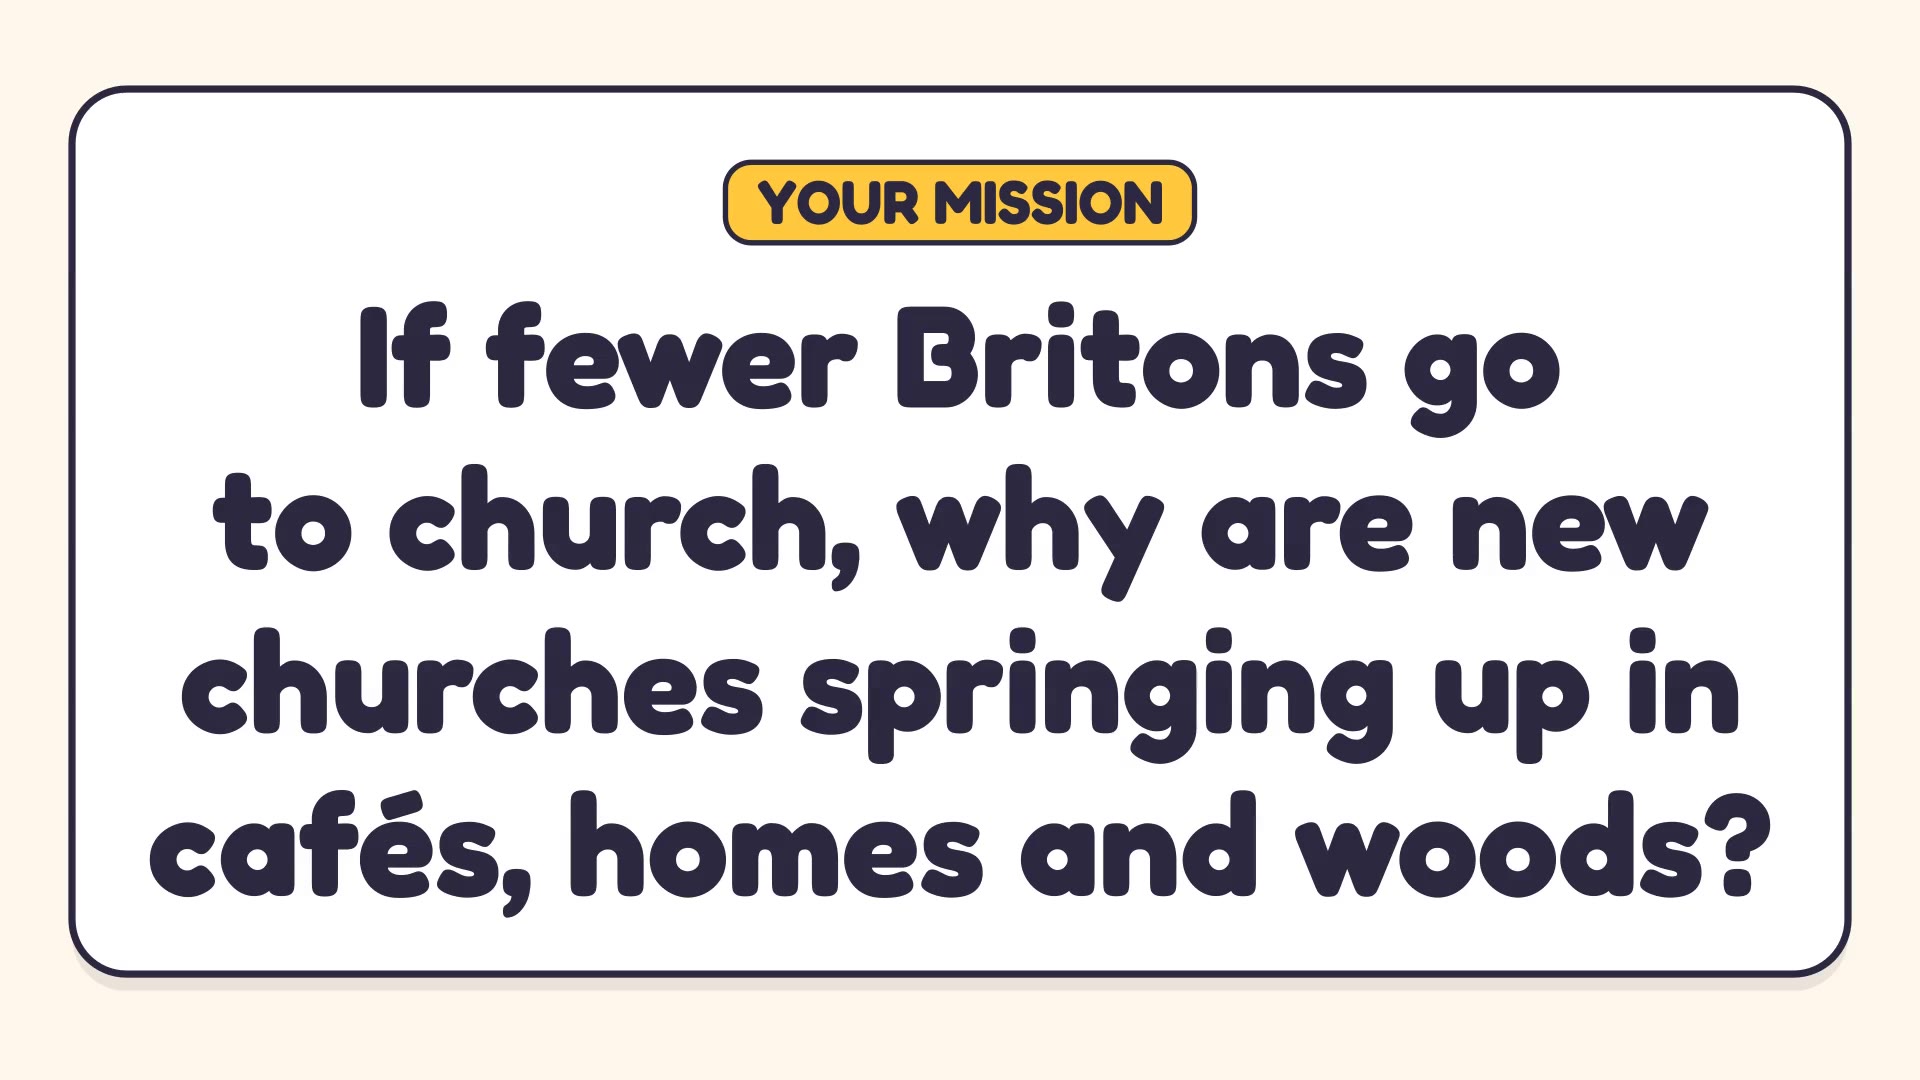 YOUR MISSION
If fewer Britons go
to church, why are new
churches springing up in
cafés, homes and woods?